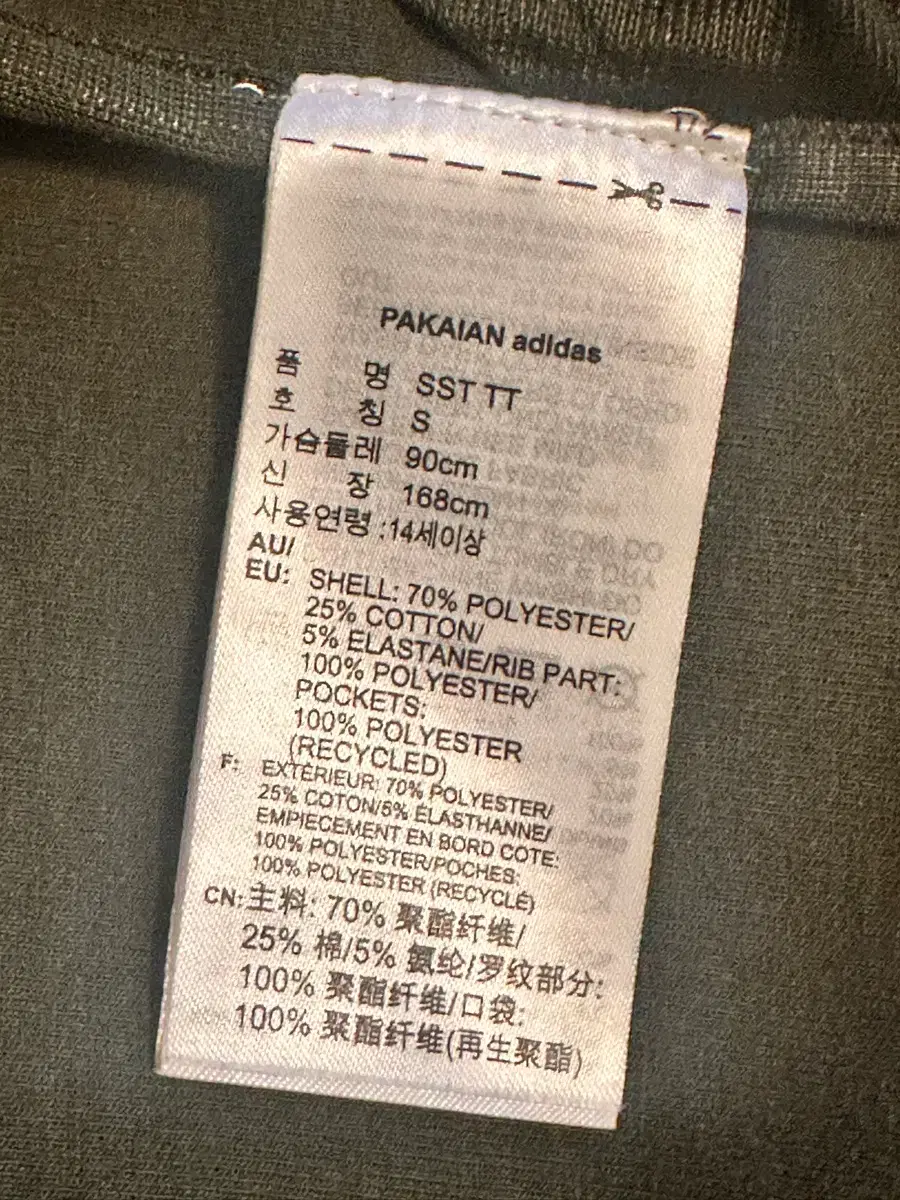 PAKAIAN adidas
품 명 SST TT
호 칭 S
가슴둘레 90cm
신 장 168cm
사용연령 :14세이상
AU/
EU: SHELL: 70% POLYESTER/
25% COTTON/
5% ELASTANE/RIB PART:
100% POLYESTER/
POCKETS:
100% POLYESTER
(RECYCLED)
F: EXTÉRIEUR: 70% POLYESTER/
25% COTON/5% ÉLASTHANNE/
EMPIECEMENT EN BORD COTE:
100% POLYESTER/POCHES:
100% POLYESTER (RECYCLÉ)
CN: 主料: 70% 聚酯纤维/
25% 棉/5% 氨纶/罗纹部分:
100% 聚酯纤维/口袋:
100% 聚酯纤维(再生聚酯)